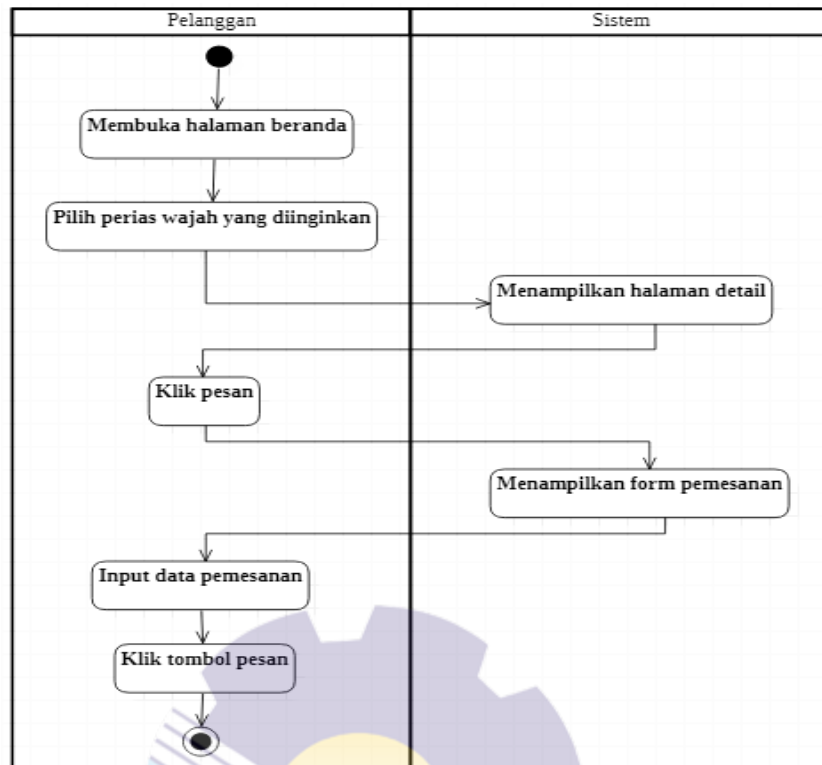 Pelanggan
Sistem
Membuka halaman beranda
Pilih perias wajah yang diinginkan
Menampilkan halaman detail
Klik pesan
Menampilkan form pemesanan
Input data pemesanan
Klik tombol pesan